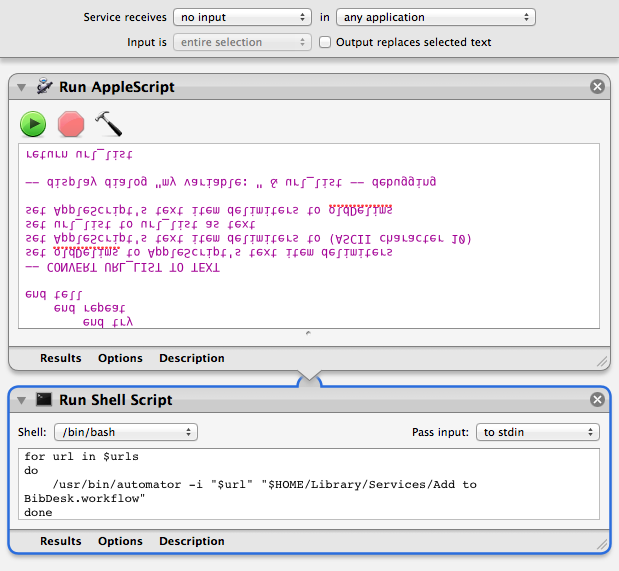 Service receives no input in any application
Input is entire selection Output replaces selected text
Run AppleScript
end try
end repeat
end tell
-- CONVERT URL_LIST TO TEXT
set oldDelims to AppleScript's text item delimiters
set AppleScript's text item delimiters to (ASCII character 10)
set url_list to url_list as text
set AppleScript's text item delimiters to oldDelims
-- display dialog "my variable: " & url_list -- debugging
return url_list
Results Options Description
Run Shell Script
Shell: /bin/bash Pass input: to stdin
for url in $urls
do
/usr/bin/automator -i "$url" "$HOME/Library/Services/Add to
BibDesk.workflow"
done
Results Options Description